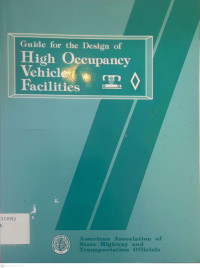 Guide for the Design of
High Occupancy
Vehicle
Facilities
American Association of
State Highway and
Transportation Officials